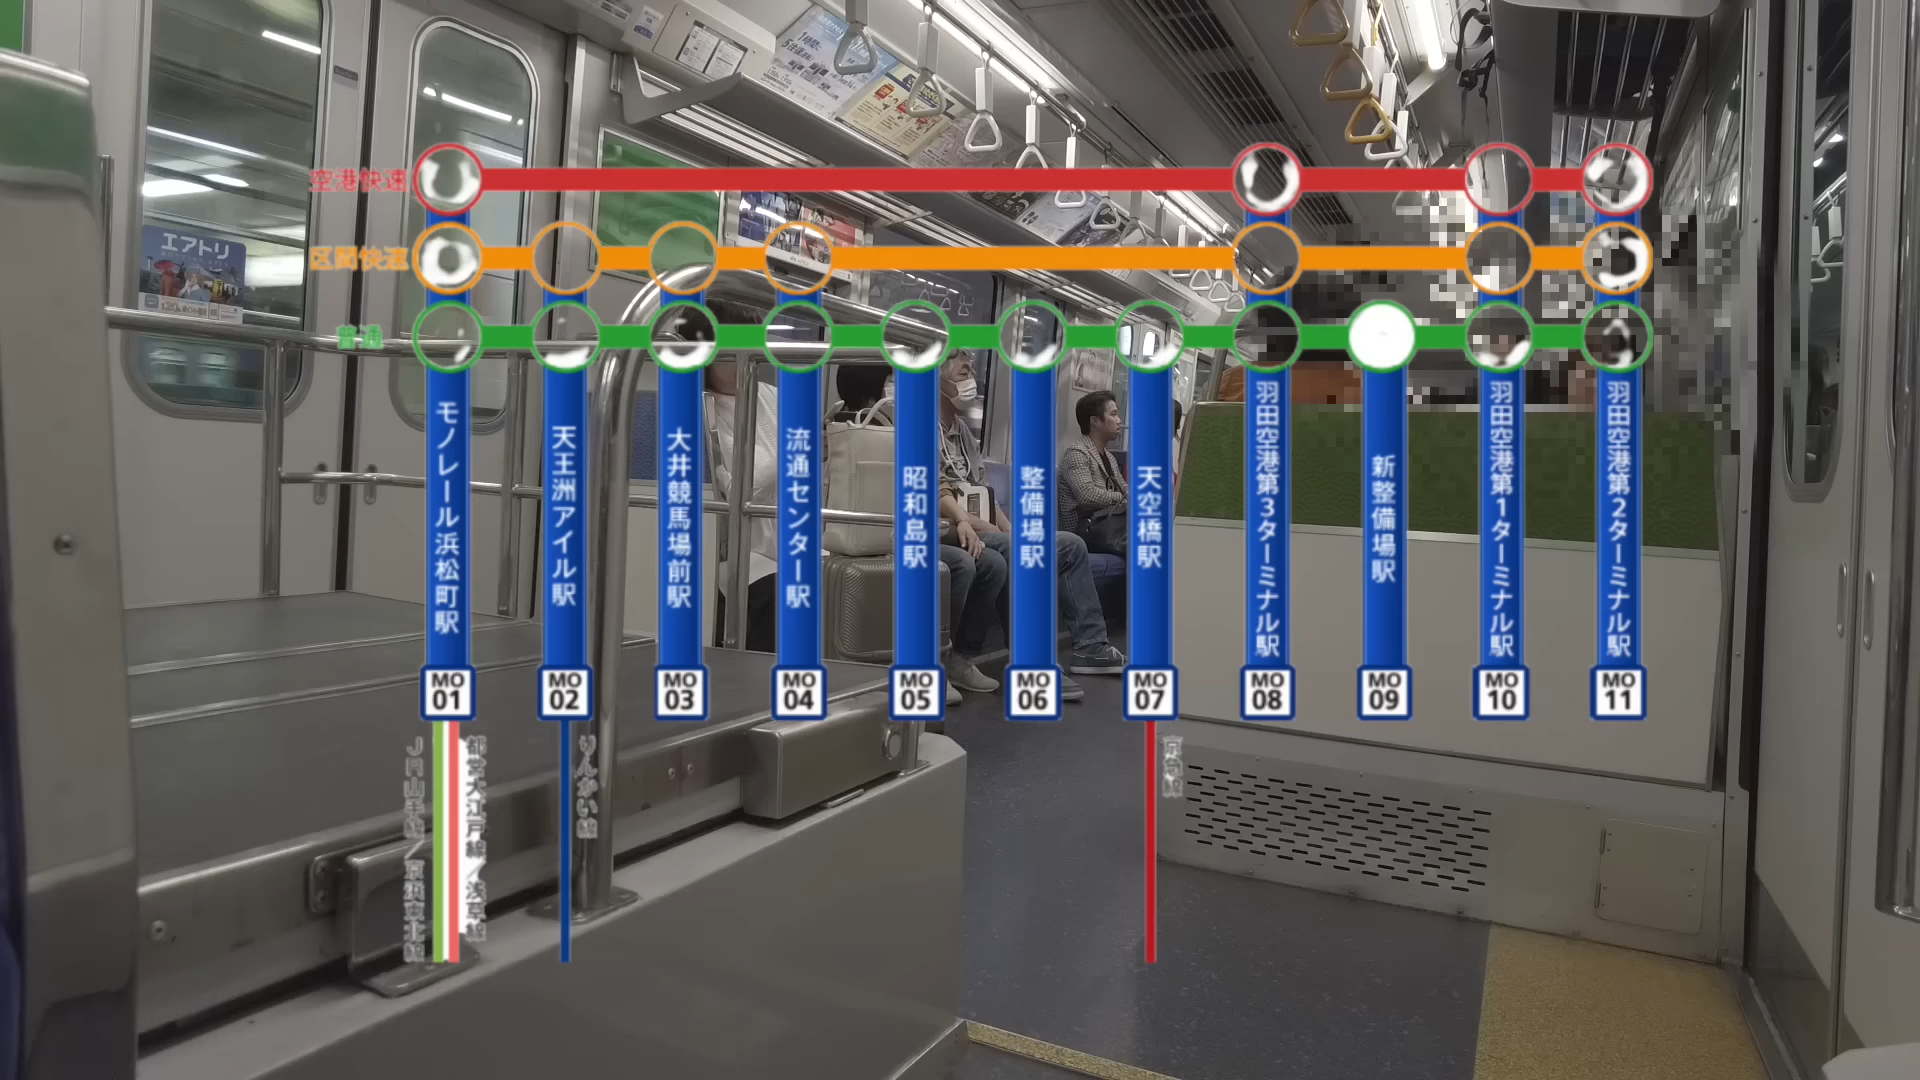 1時間に
5往復
エアトリ
空港快速
区間快速
普通
モノレール浜松町駅
天王洲アイル駅
大井競馬場前駅
流通センター駅
昭和島駅
整備場駅
天空橋駅
羽田空港第3ターミナル駅
新整備場駅
羽田空港第1ターミナル駅
羽田空港第2ターミナル駅
MO 01
MO 02
MO 03
MO 04
MO 05
MO 06
MO 07
MO 08
MO 09
MO 10
MO 11
JR山手線/京浜東北線
都営大江戸線/浅草線
りんかい線
京急線